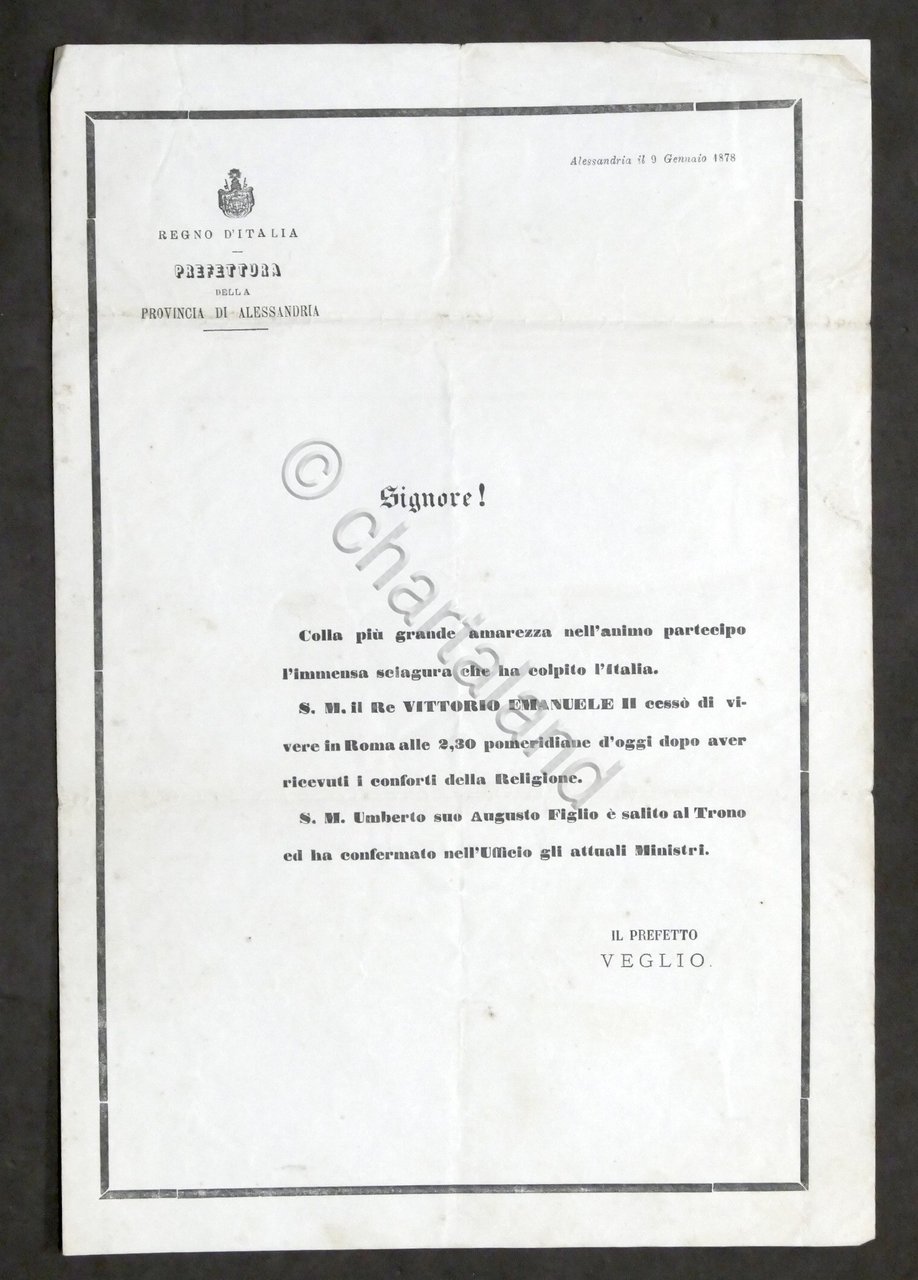 Alessandria il 9 Gennaio 1878
REGNO D'ITALIA
PREFETTURA
DELLA
PROVINCIA DI ALESSANDRIA
Signore!
Colla più grande amarezza nell'animo partecipo
l'immensa sciagura che ha colpito l'Italia.
S. M. il Re VITTORIO EMANUELE II cessò di vi-
vere in Roma alle 2,30 pomeridiane d'oggi dopo aver
ricevuti i conforti della Religione.
S. M. Umberto suo Augusto Figlio è salito al Trono
ed ha confermato nell'Ufficio gli attuali Ministri.
IL PREFETTO
VEGLIO.
© chartaland